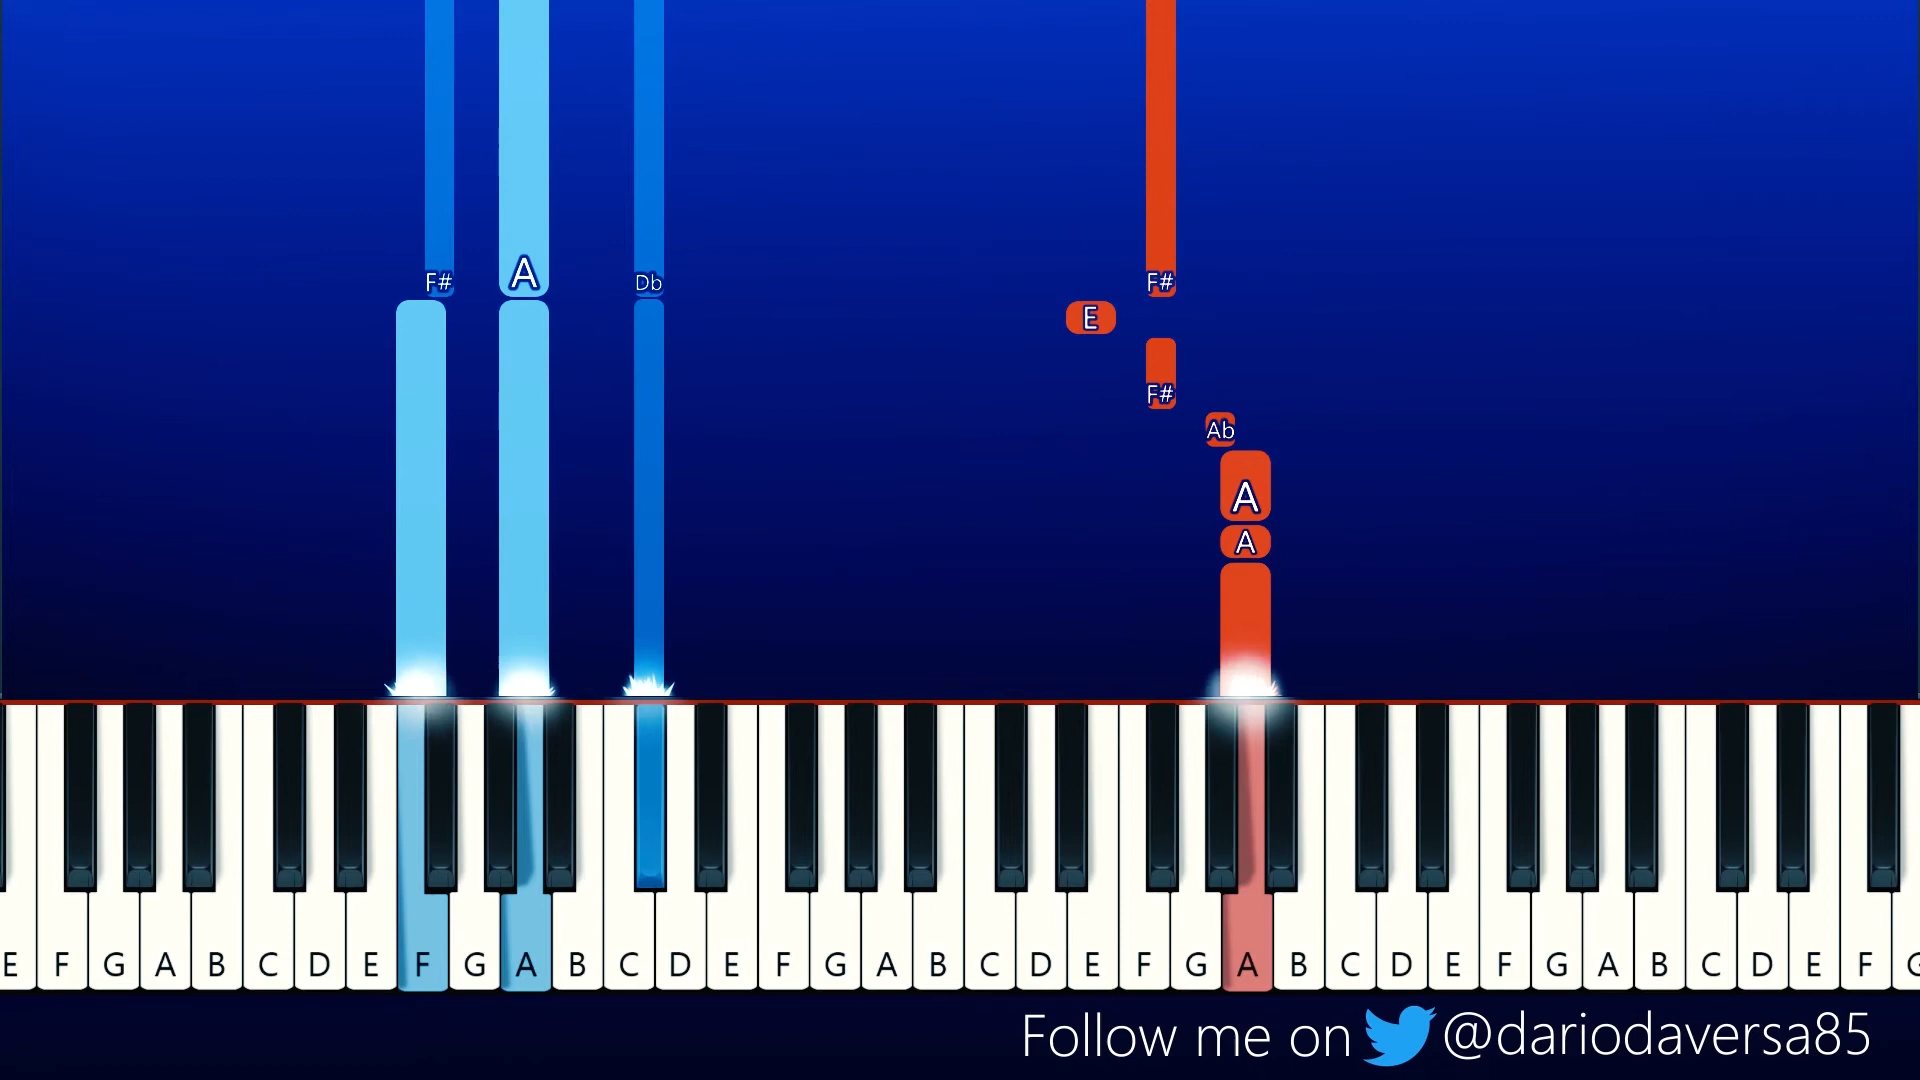 A
F#
Db
F#
E
F#
Ab
A
A
E F G A B C D E F G A B C D E F G A B C D E F G A B C D E F G A B C D E F G
Follow me on @dariodaversa85